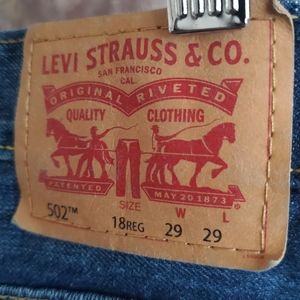 LEVI STRAUSS & CO.
SAN FRANCISCO
CAL.
ORIGINAL RIVETED
QUALITY CLOTHING
PATENTED MAY 20 1873
®
SIZE W L
502™ 18REG 29 29